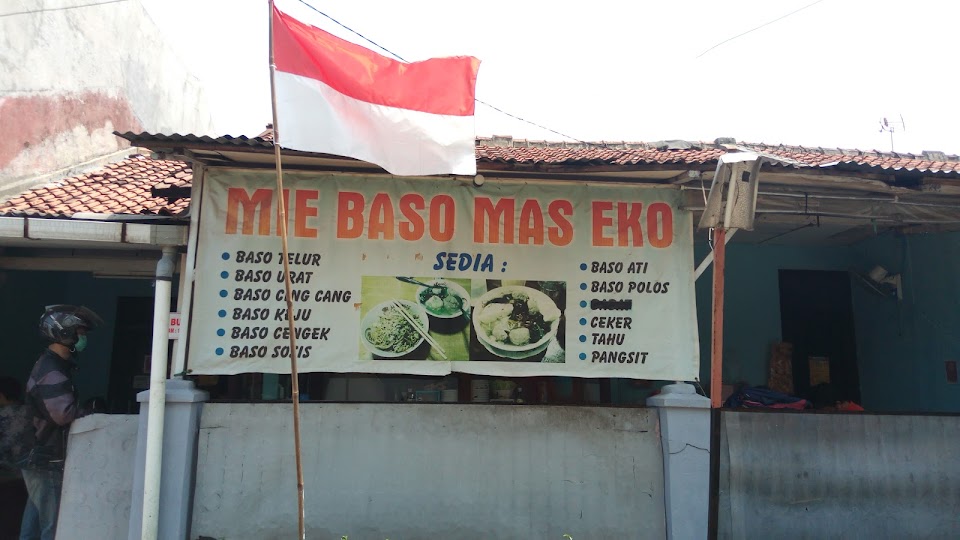 MIE BASO MAS EKO
SEDIA :
BASO TELUR
BASO URAT
BASO CING CANG
BASO KEJU
BASO CENGEK
BASO SOSIS
BASO ATI
BASO POLOS
CEKER
TAHU
PANGSIT